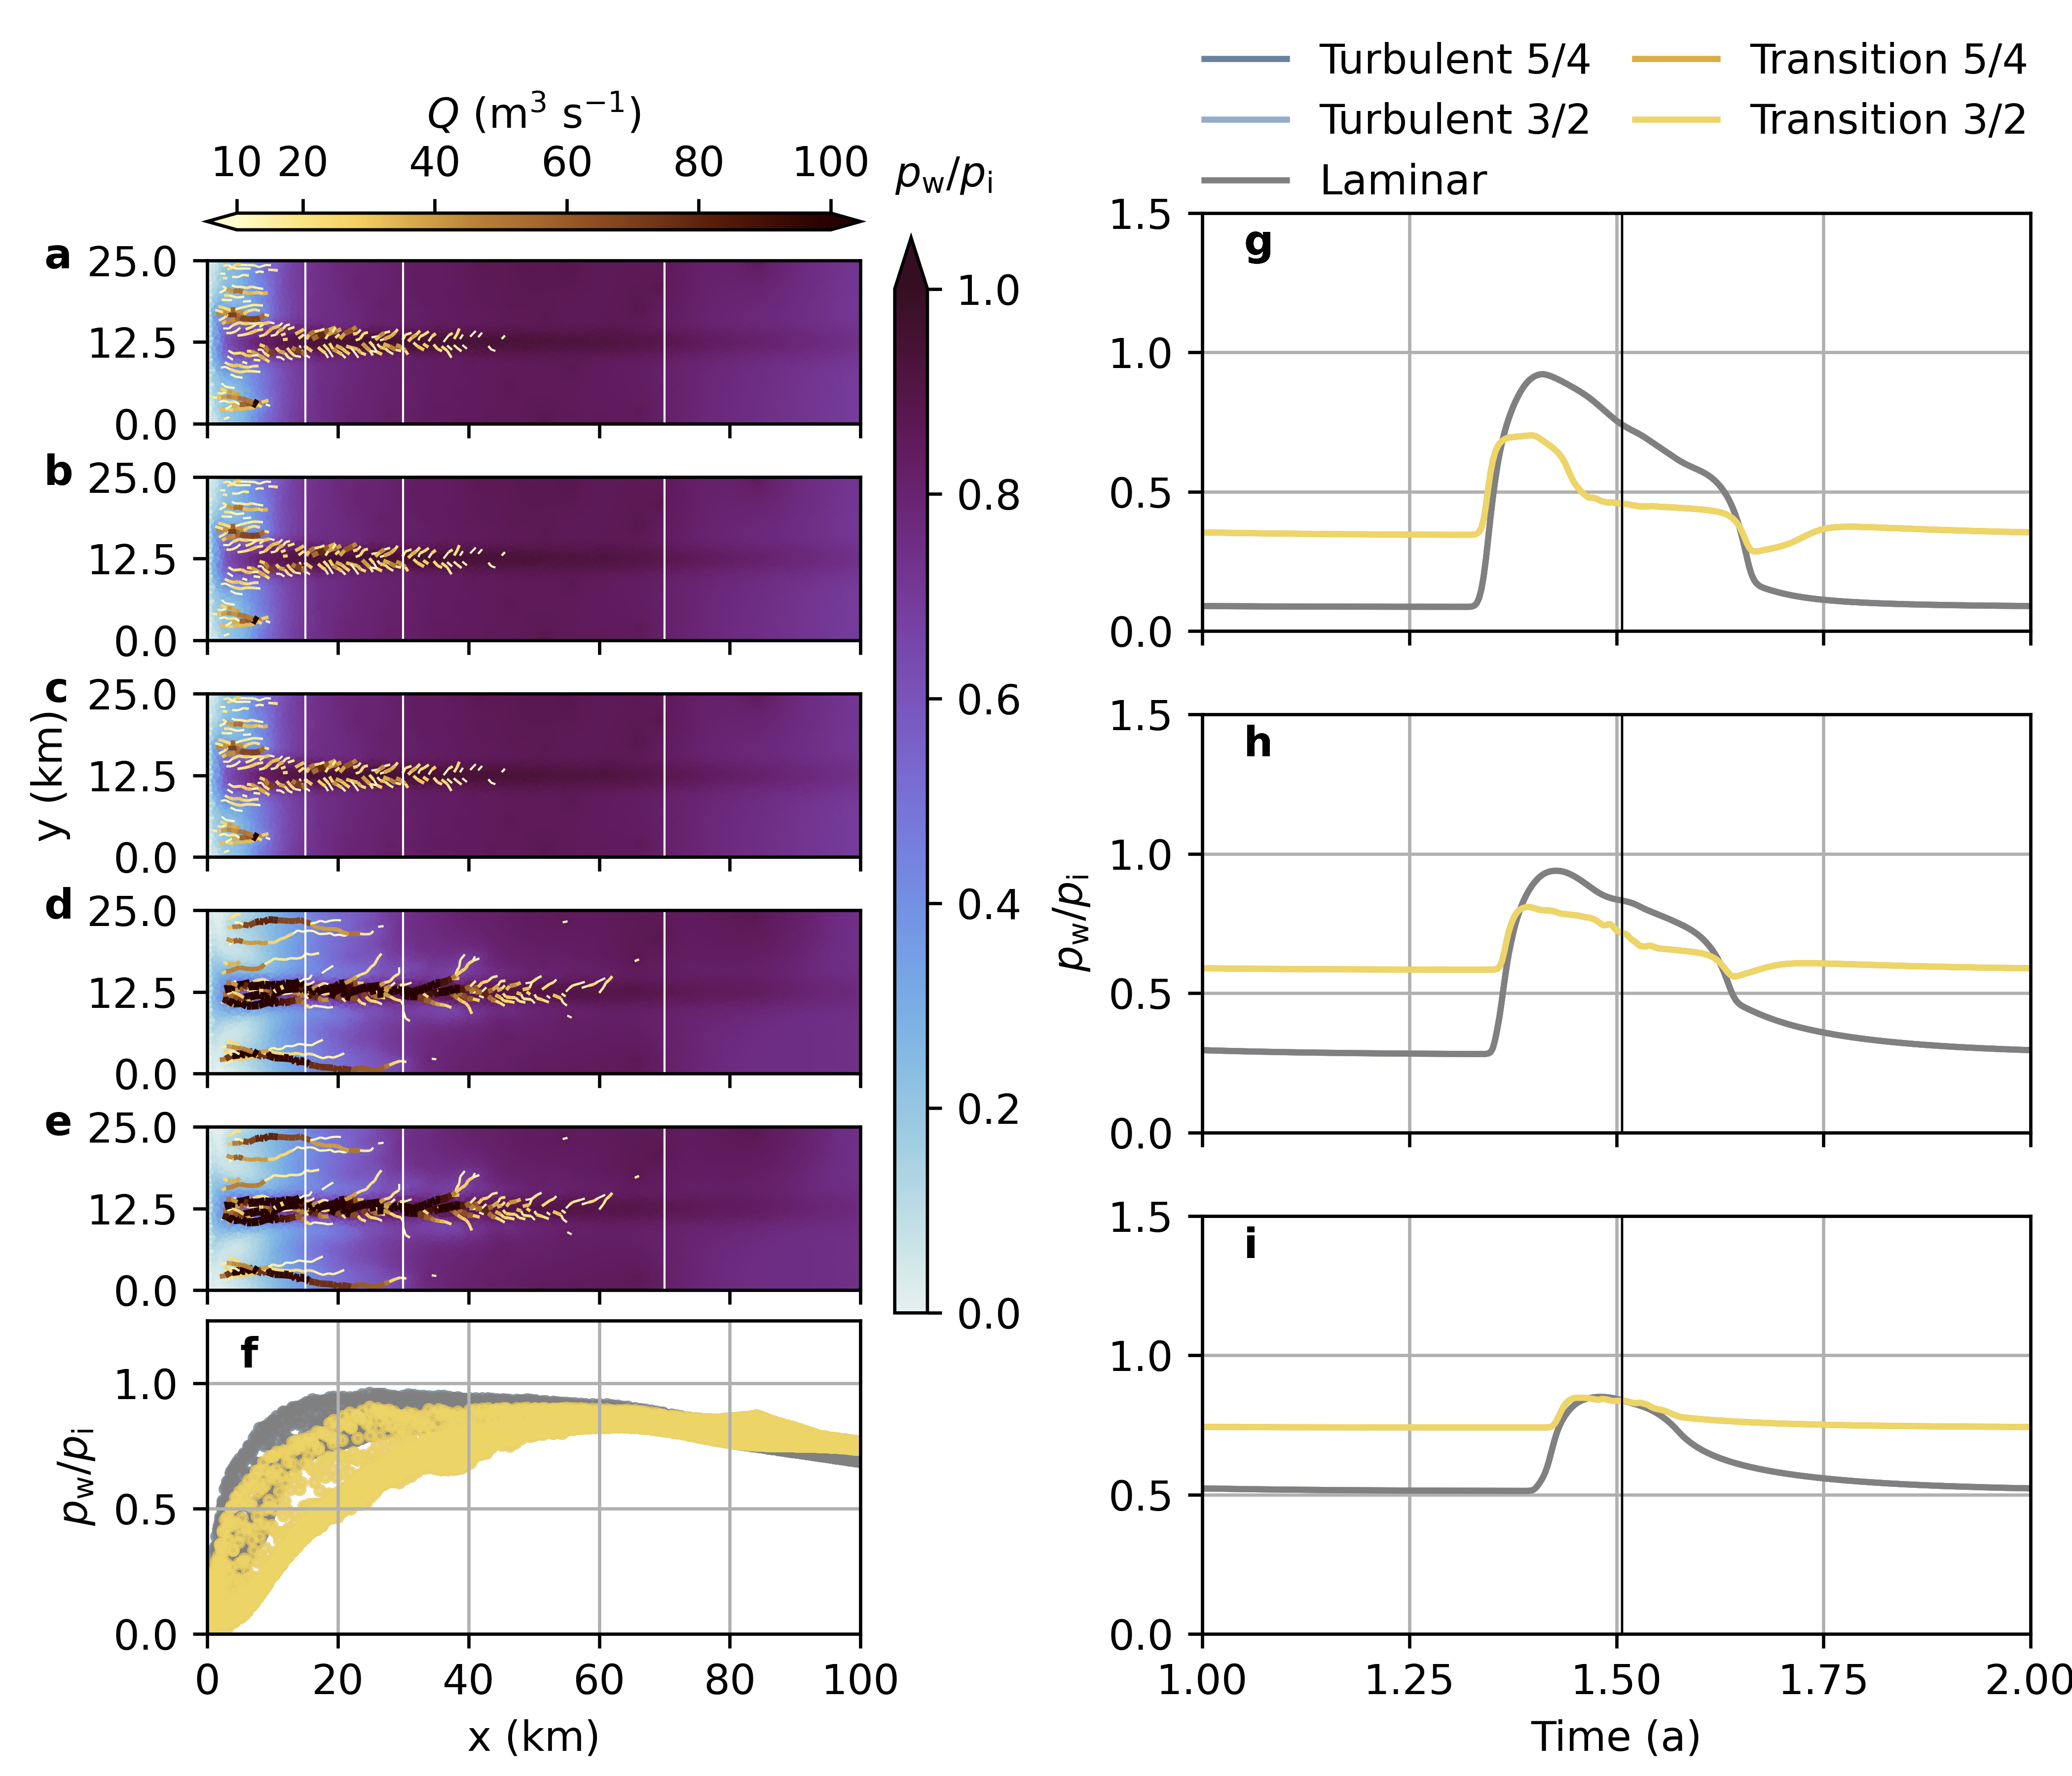 Turbulent 5/4 Transition 5/4
Turbulent 3/2 Transition 3/2
Laminar
Q (m³ s⁻¹)
10 20 40 60 80 100
p_w/p_i
1.0
0.8
0.6
0.4
0.2
0.0
a
25.0
12.5
0.0
b
25.0
12.5
0.0
c
25.0
12.5
0.0
y (km)
d
25.0
12.5
0.0
e
25.0
12.5
0.0
f
1.0
0.5
0.0
p_w/p_i
0 20 40 60 80 100
x (km)
g
1.5
1.0
0.5
0.0
h
1.5
1.0
0.5
0.0
p_w/p_i
i
1.5
1.0
0.5
0.0
1.00 1.25 1.50 1.75 2.00
Time (a)